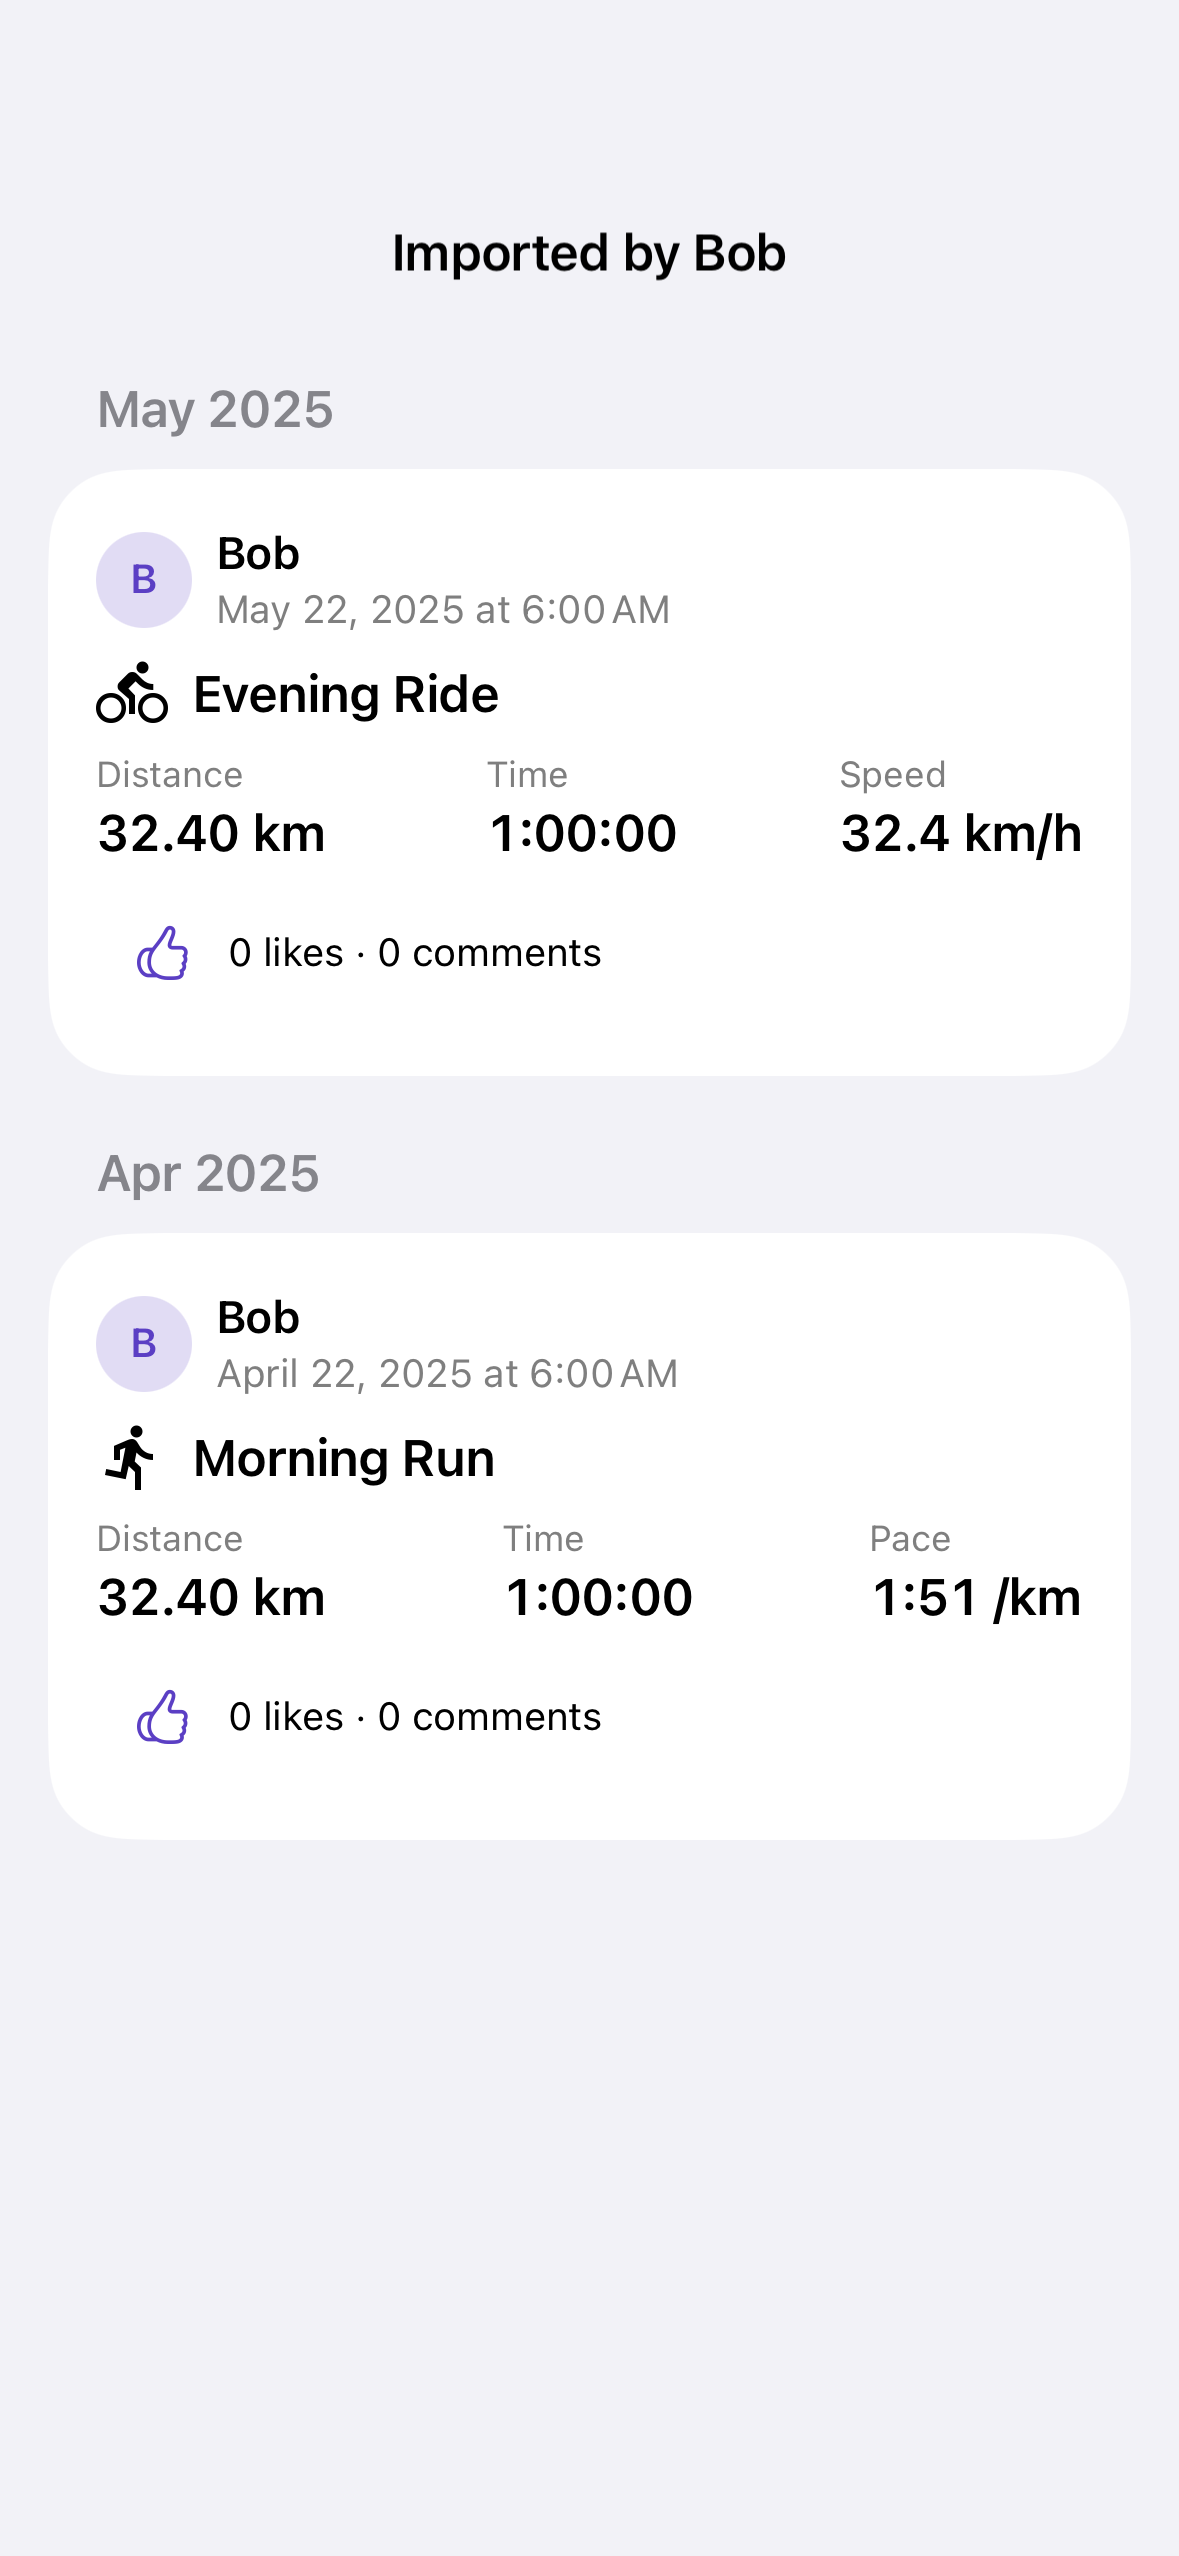 Imported by Bob
May 2025
B
Bob
May 22, 2025 at 6:00 AM
Evening Ride
Distance Time Speed
32.40 km 1:00:00 32.4 km/h
0 likes · 0 comments
Apr 2025
B
Bob
April 22, 2025 at 6:00 AM
Morning Run
Distance Time Pace
32.40 km 1:00:00 1:51 /km
0 likes · 0 comments